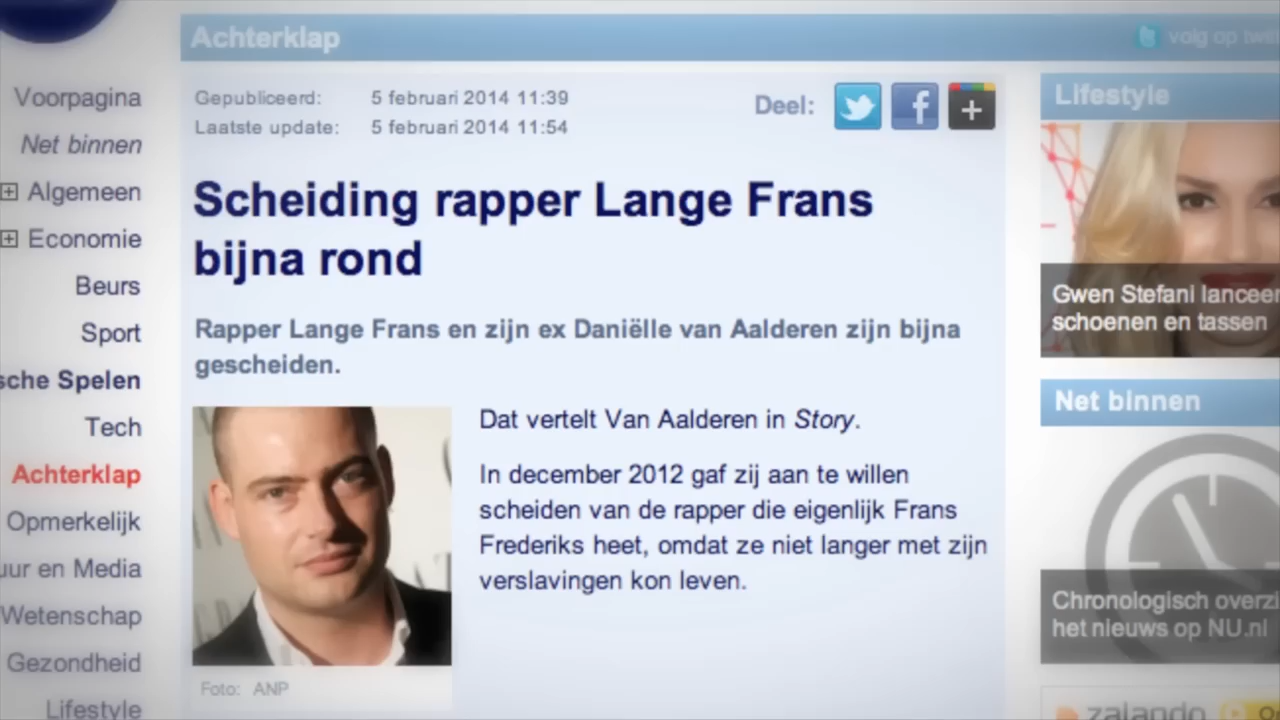 Achterklap
volg op
Voorpagina
Net binnen
Algemeen
Economie
Beurs
Sport
sche Spelen
Tech
Achterklap
Opmerkelijk
uur en Media
Wetenschap
Gezondheid
Lifestyle
Gepubliceerd: 5 februari 2014 11:39
Laatste update: 5 februari 2014 11:54
Deel:
Scheiding rapper Lange Frans
bijna rond
Rapper Lange Frans en zijn ex Daniëlle van Aalderen zijn bijna
gescheiden.
Dat vertelt Van Aalderen in Story.
In december 2012 gaf zij aan te willen
scheiden van de rapper die eigenlijk Frans
Frederiks heet, omdat ze niet langer met zijn
verslavingen kon leven.
Foto: ANP
Lifestyle
Gwen Stefani lanceer
schoenen en tassen
Net binnen
Chronologisch overzi
het nieuws op NU.nl
zalando